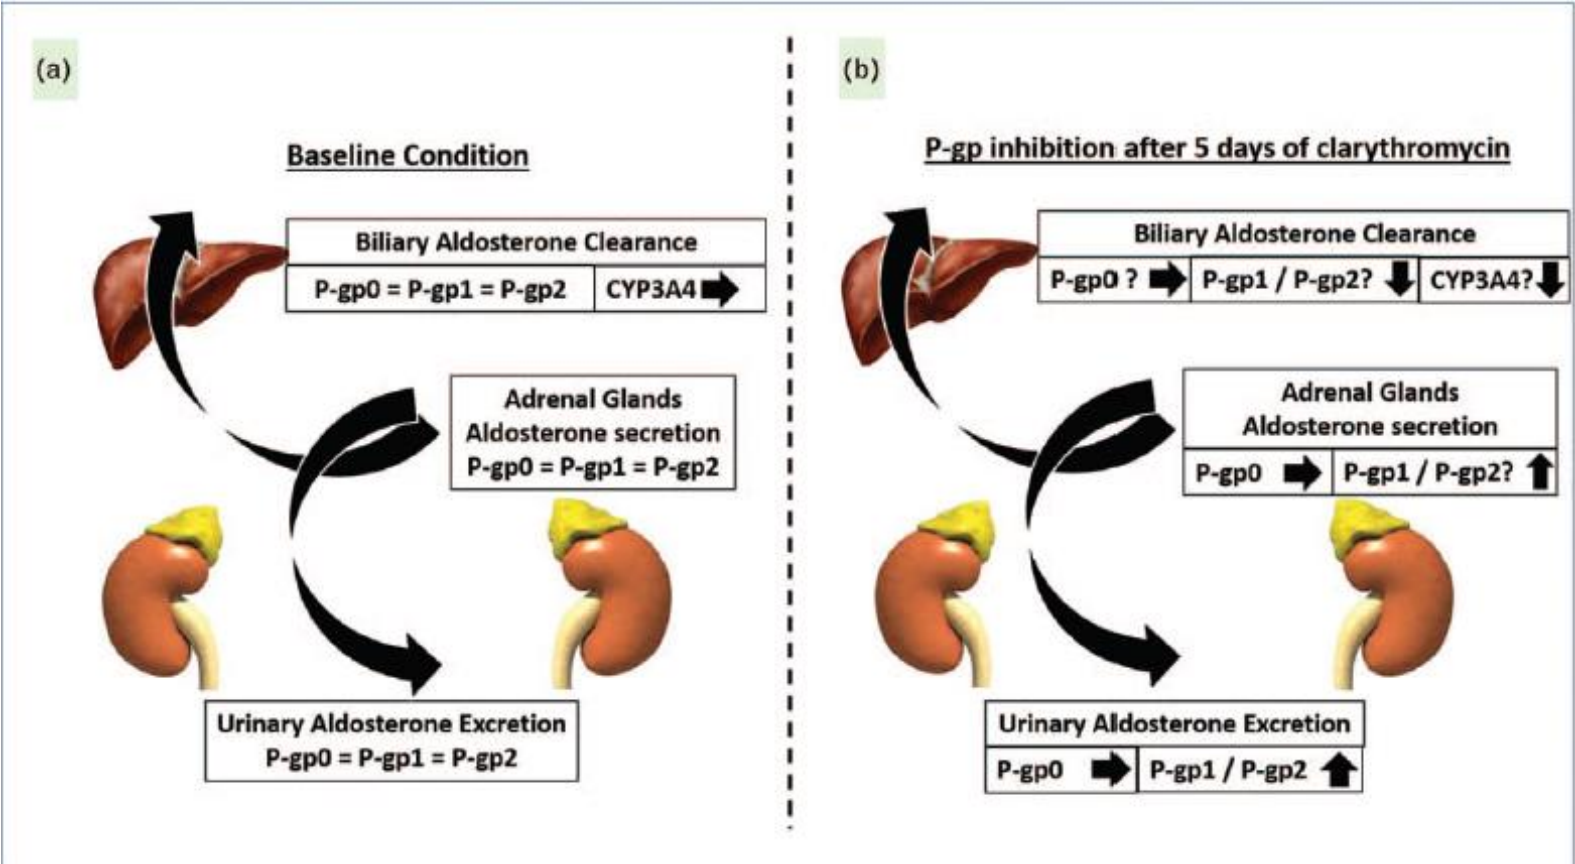 (a)
Baseline Condition
Biliary Aldosterone Clearance
P-gp0 = P-gp1 = P-gp2
CYP3A4
Adrenal Glands
Aldosterone secretion
P-gp0 = P-gp1 = P-gp2
Urinary Aldosterone Excretion
P-gp0 = P-gp1 = P-gp2
(b)
P-gp inhibition after 5 days of clarythromycin
Biliary Aldosterone Clearance
P-gp0 ?
P-gp1 / P-gp2?
CYP3A4?
Adrenal Glands
Aldosterone secretion
P-gp0
P-gp1 / P-gp2?
Urinary Aldosterone Excretion
P-gp0
P-gp1 / P-gp2